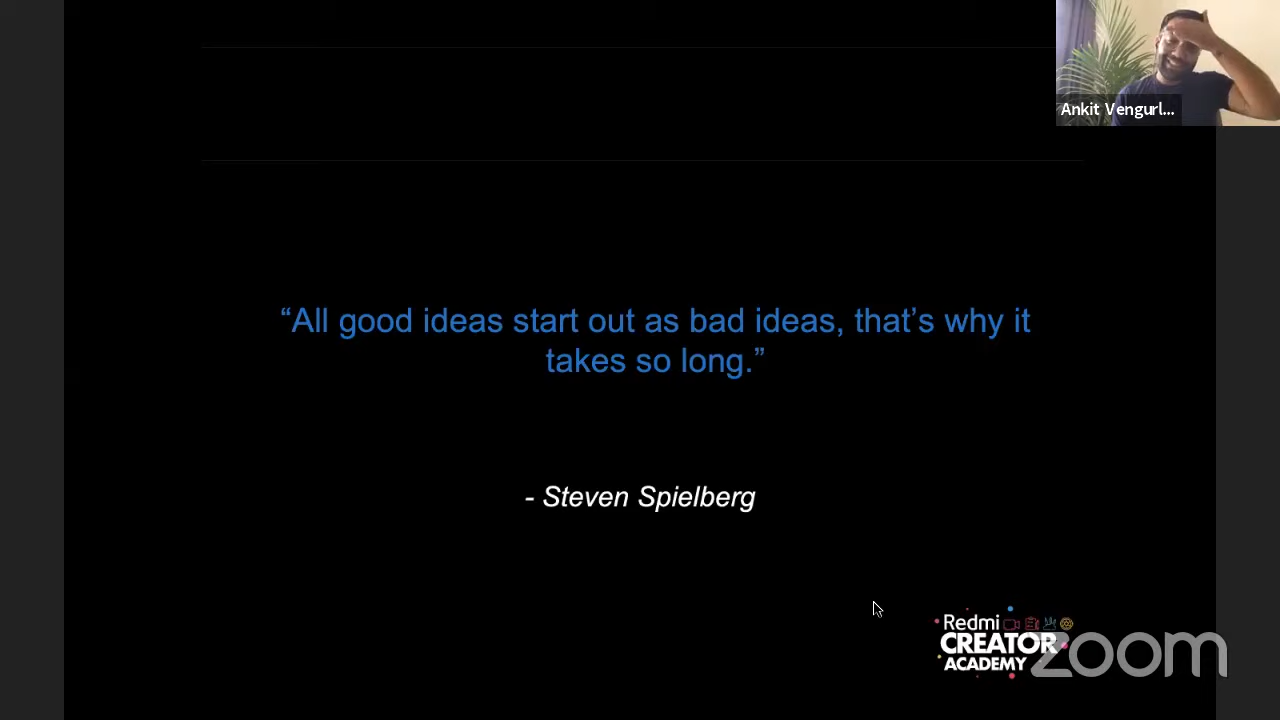 Ankit Vengurl...
“All good ideas start out as bad ideas, that’s why it
takes so long.”
- Steven Spielberg
Redmi
CREATOR
ACADEMY
zoom